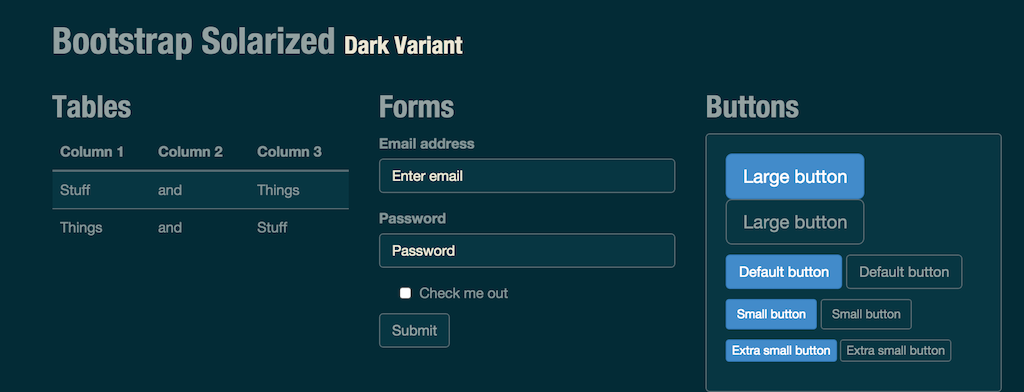 Bootstrap Solarized Dark Variant
Tables
Column 1 Column 2 Column 3
Stuff and Things
Things and Stuff
Forms
Email address
Enter email
Password
Password
Check me out
Submit
Buttons
Large button
Large button
Default button Default button
Small button Small button
Extra small button Extra small button